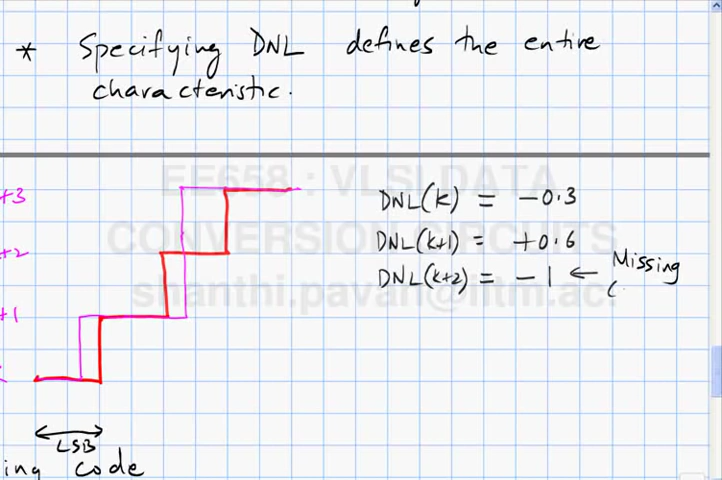 * Specifying DNL defines the entire
characteristic.
EE658 : VLSI DATA
CONVERSION CIRCUITS
shanthi.pavan@iitm.ac.
+3
DNL(k) = -0.3
+2
DNL(k+1) = +0.6
DNL(k+2) = -1 ← Missing
+1
LSB
ing code